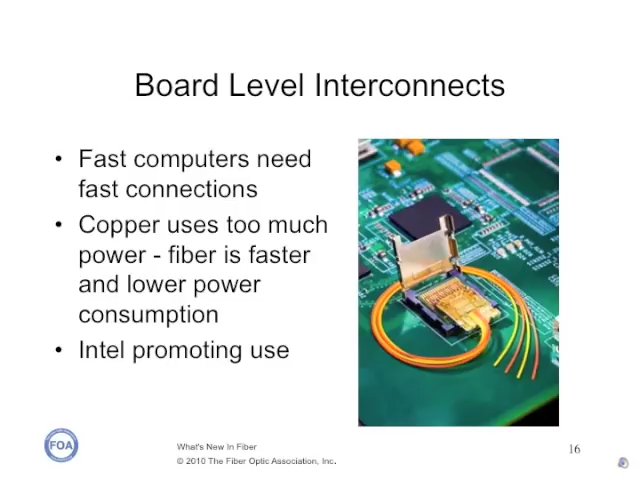 Board Level Interconnects
• Fast computers need
fast connections
• Copper uses too much
power - fiber is faster
and lower power
consumption
• Intel promoting use
FOA
What's New In Fiber
© 2010 The Fiber Optic Association, Inc.
16